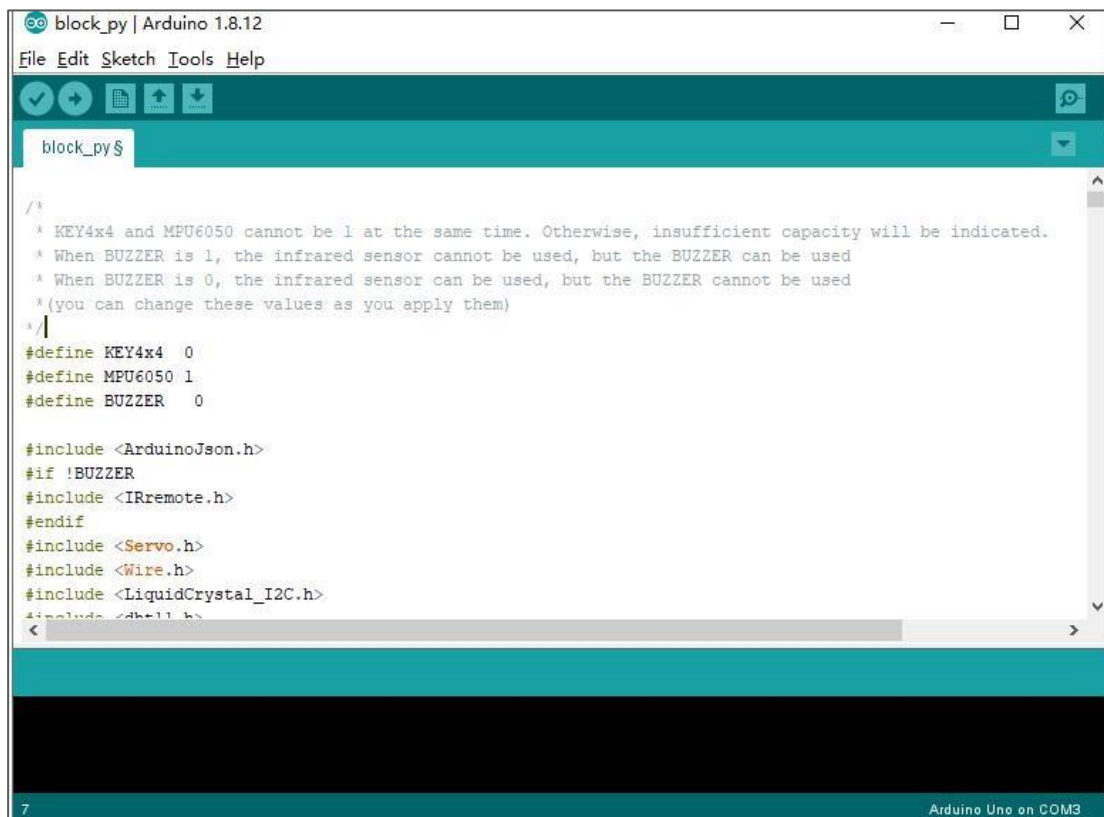 block_py | Arduino 1.8.12
File Edit Sketch Tools Help
block_py §
/*
* KEY4x4 and MPU6050 cannot be 1 at the same time. Otherwise, insufficient capacity will be indicated.
* When BUZZER is 1, the infrared sensor cannot be used, but the BUZZER can be used
* When BUZZER is 0, the infrared sensor can be used, but the BUZZER cannot be used
*(you can change these values as you apply them)
*/
#define KEY4x4 0
#define MPU6050 1
#define BUZZER 0
#include <ArduinoJson.h>
#if !BUZZER
#include <IRremote.h>
#endif
#include <Servo.h>
#include <Wire.h>
#include <LiquidCrystal_I2C.h>
#include <dht11.h>
7
Arduino Uno on COM3